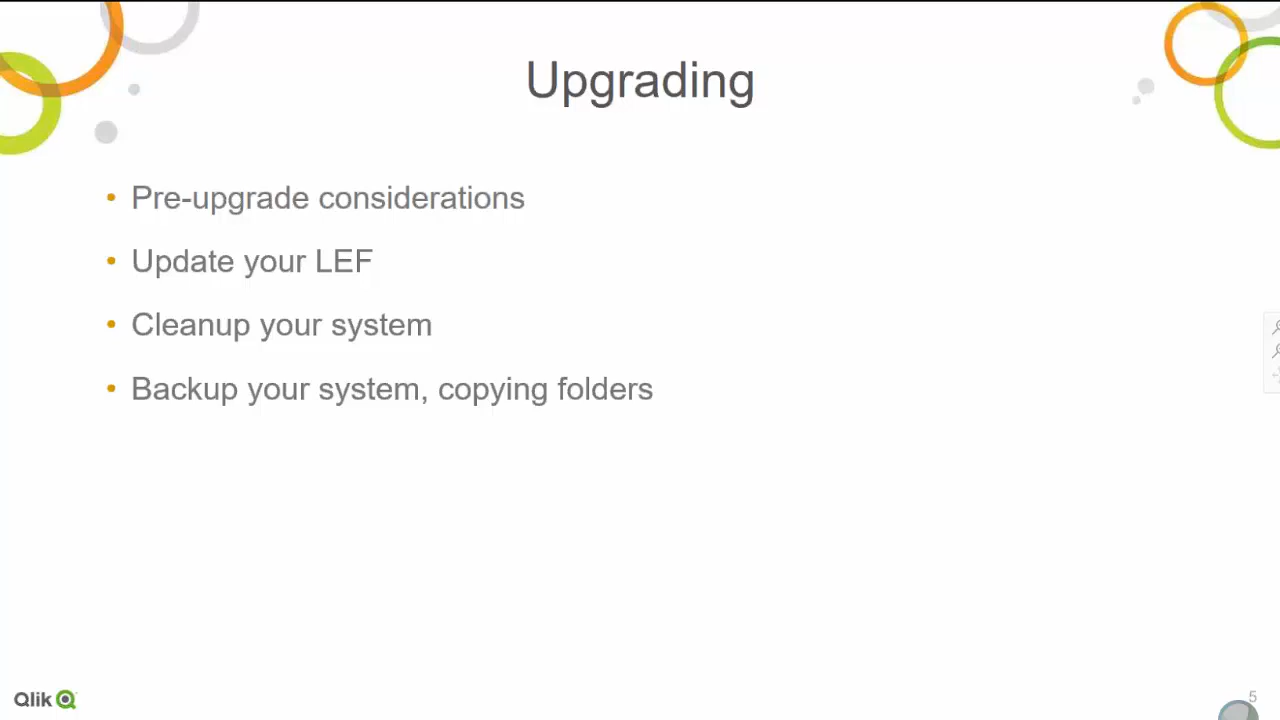 Upgrading
• Pre-upgrade considerations
• Update your LEF
• Cleanup your system
• Backup your system, copying folders
Qlik
5